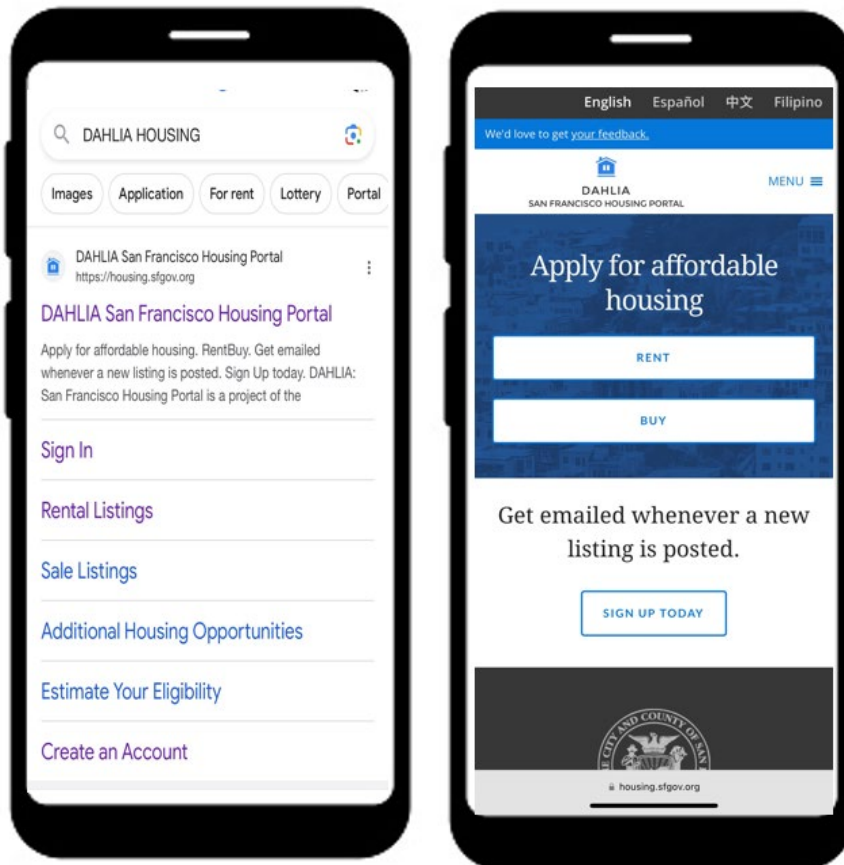 DAHLIA HOUSING
Images
Application
For rent
Lottery
Portal
DAHLIA San Francisco Housing Portal
https://housing.sfgov.org
DAHLIA San Francisco Housing Portal
Apply for affordable housing. RentBuy. Get emailed
whenever a new listing is posted. Sign Up today. DAHLIA:
San Francisco Housing Portal is a project of the
Sign In
Rental Listings
Sale Listings
Additional Housing Opportunities
Estimate Your Eligibility
Create an Account
English Español 中文 Filipino
We'd love to get your feedback.
DAHLIA
SAN FRANCISCO HOUSING PORTAL
MENU
Apply for affordable
housing
RENT
BUY
Get emailed whenever a new
listing is posted.
SIGN UP TODAY
CITY AND COUNTY OF SAN
housing.sfgov.org